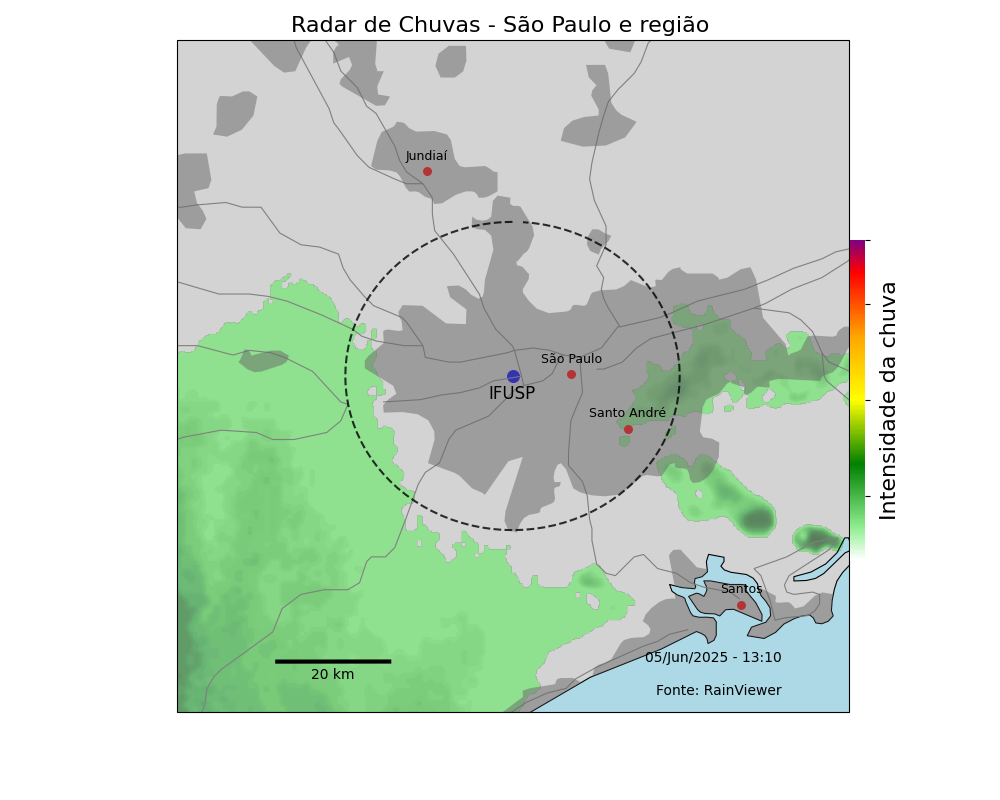 Radar de Chuvas - São Paulo e região
Jundiaí
São Paulo
IFUSP
Santo André
Intensidade da chuva
Santos
05/Jun/2025 - 13:10
20 km
Fonte: RainViewer